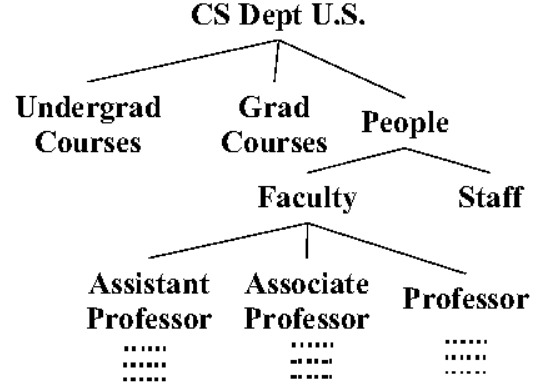 CS Dept U.S.
Undergrad
Courses
Grad
Courses
People
Faculty
Staff
Assistant
Professor
Associate
Professor
Professor